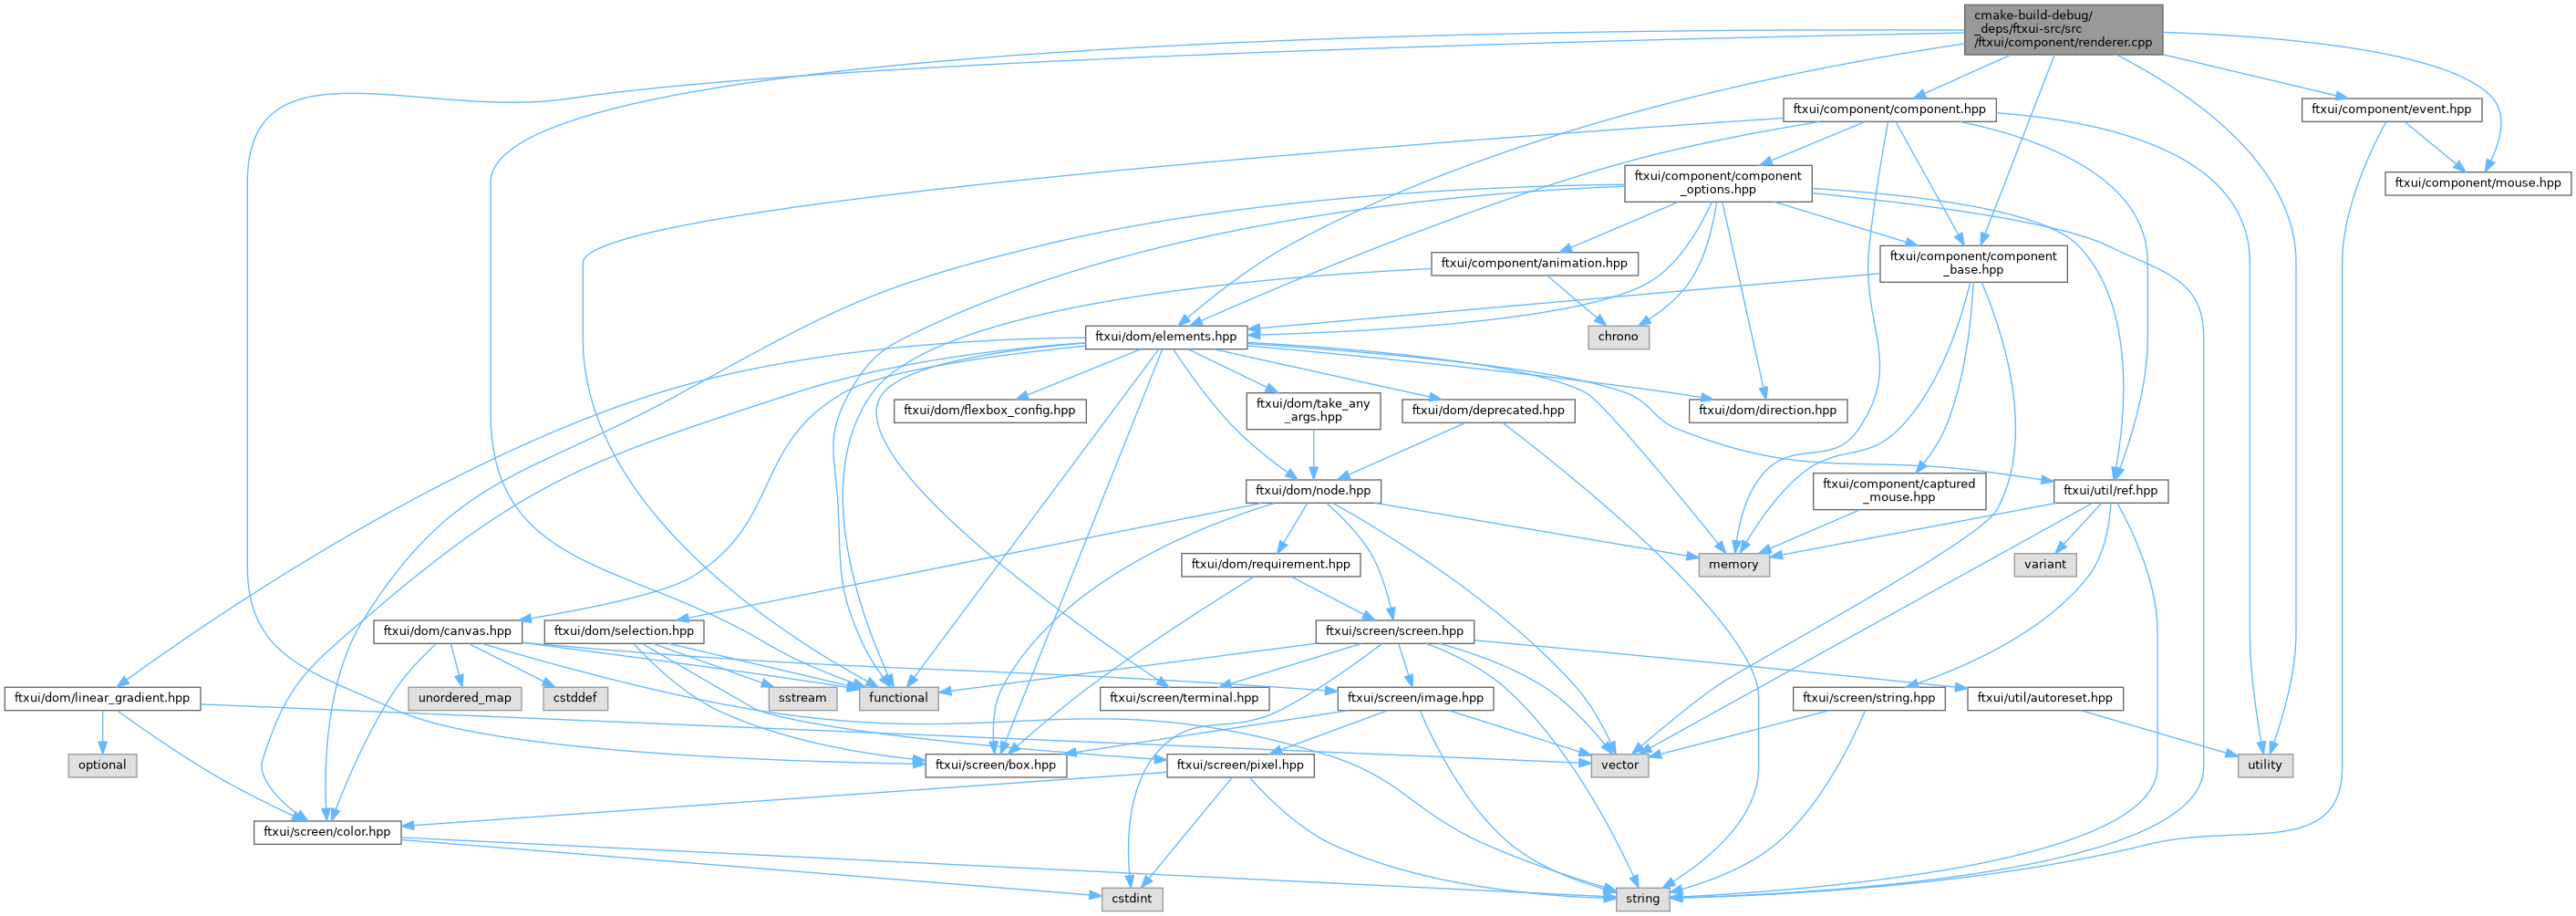 cmake-build-debug/
_deps/ftxui-src/src
/ftxui/component/renderer.cpp
ftxui/component/component.hpp
ftxui/component/event.hpp
ftxui/component/component
_options.hpp
ftxui/component/mouse.hpp
ftxui/component/animation.hpp
ftxui/component/component
_base.hpp
ftxui/dom/elements.hpp
chrono
ftxui/dom/flexbox_config.hpp
ftxui/dom/take_any
_args.hpp
ftxui/dom/deprecated.hpp
ftxui/dom/direction.hpp
ftxui/dom/node.hpp
ftxui/component/captured
_mouse.hpp
ftxui/util/ref.hpp
ftxui/dom/requirement.hpp
memory
variant
ftxui/dom/canvas.hpp
ftxui/dom/selection.hpp
ftxui/screen/screen.hpp
ftxui/dom/linear_gradient.hpp
unordered_map
cstddef
sstream
functional
ftxui/screen/terminal.hpp
ftxui/screen/image.hpp
ftxui/screen/string.hpp
ftxui/util/autoreset.hpp
optional
ftxui/screen/box.hpp
ftxui/screen/pixel.hpp
vector
utility
ftxui/screen/color.hpp
cstdint
string